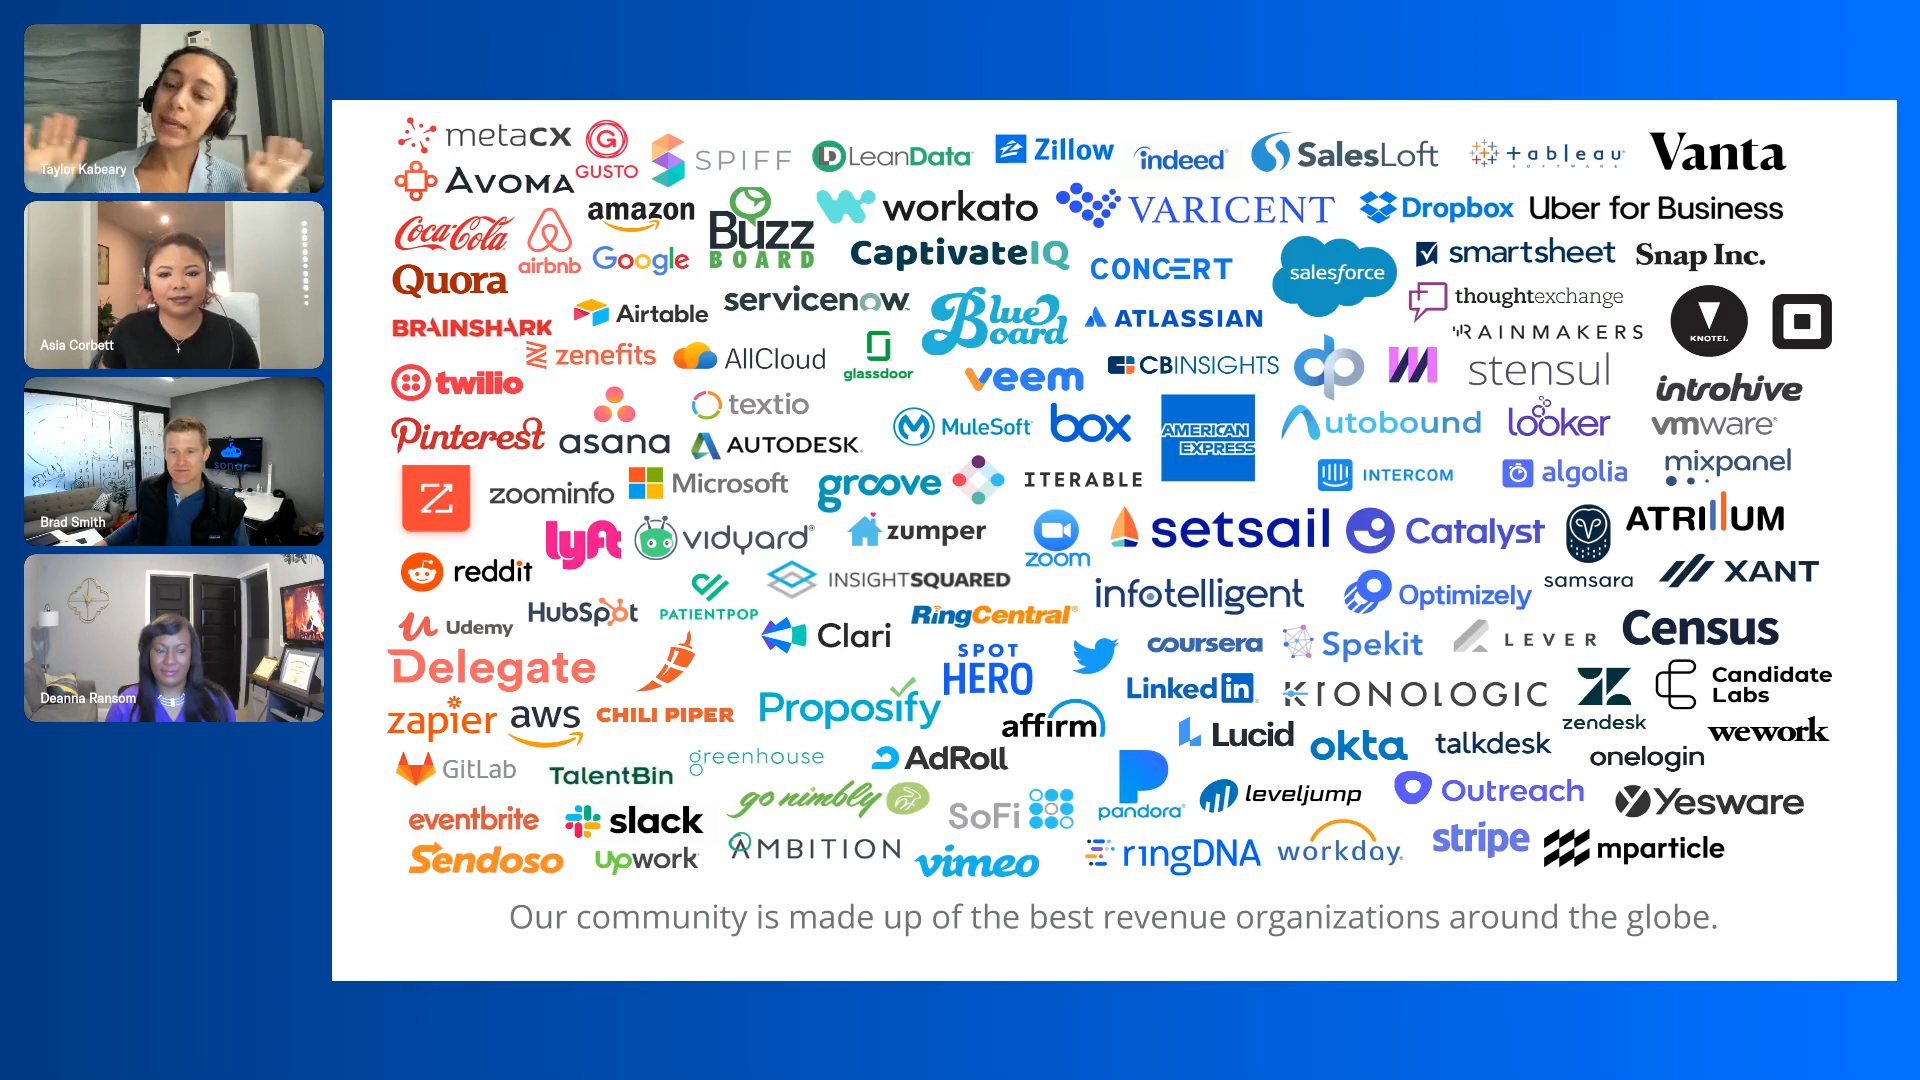 Taylor Kabeary
Asia Corbett
Brad Smith
sonar
Deanna Ransom
metacx
GUSTO
SPIFF
LeanData
Zillow
indeed
SalesLoft
+ableau
SOFTWARE
Vanta
AVOMA
Coca-Cola
airbnb
amazon
Google
BUZZ
BOARD
workato
VARICENT
Dropbox
Uber for Business
Quora
CaptivateIQ
CONCERT
salesforce
smartsheet
Snap Inc.
BRAINSHARK
Airtable
servicenow
Blue
Board
ATLASSIAN
thoughtexchange
RAINMAKERS
KNOTEL
zenefits
AllCloud
glassdoor
veem
CBINSIGHTS
dp
stensul
introhive
twilio
Pinterest
asana
textio
AUTODESK.
MuleSoft
box
AMERICAN
EXPRESS
Autobound
looker
vmware
zoominfo
Microsoft
groove
ITERABLE
INTERCOM
algolia
mixpanel
lyft
vidyard
zumper
zoom
setsail
Catalyst
samsara
ATRIUM
reddit
PATIENTPOP
INSIGHTSQUARED
infotelligent
Optimizely
XANT
Udemy
HubSpot
Clari
RingCentral
coursera
Spekit
LEVER
Census
Delegate
SPOT
HERO
LinkedIn
KRONOLOGIC
zendesk
Candidate
Labs
zapier
aws
CHILI PIPER
Proposify
affirm
Lucid
okta
talkdesk
onelogin
wework
GitLab
TalentBin
greenhouse
AdRoll
pandora
leveljump
Outreach
Yesware
eventbrite
slack
go nimbly
SoFi
Sendoso
upwork
AMBITION
vimeo
ringDNA
workday.
stripe
mparticle
Our community is made up of the best revenue organizations around the globe.